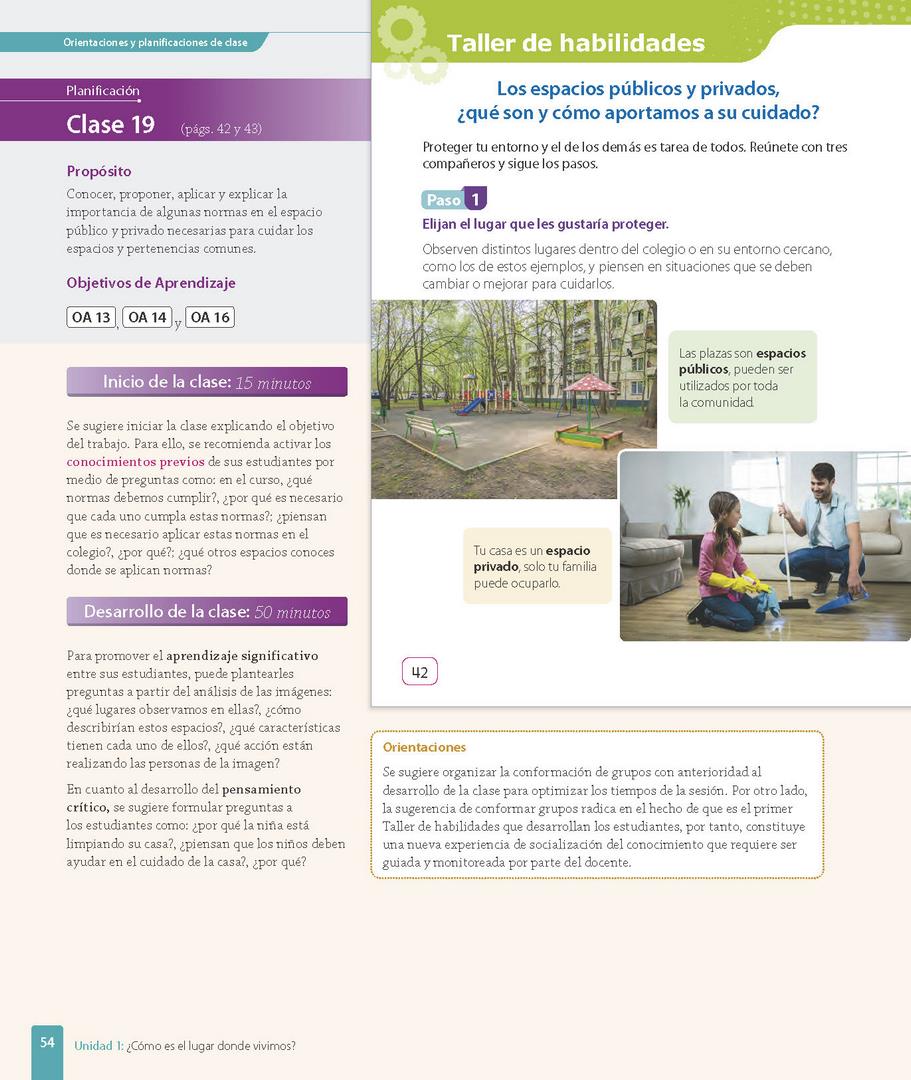 Orientaciones y planificaciones de clase
Planificación
Clase 19 (págs. 42 y 43)
Propósito
Conocer, proponer, aplicar y explicar la
importancia de algunas normas en el espacio
público y privado necesarias para cuidar los
espacios y pertenencias comunes.
Objetivos de Aprendizaje
OA 13, OA 14 y OA 16
Inicio de la clase: 15 minutos
Se sugiere iniciar la clase explicando el objetivo
del trabajo. Para ello, se recomienda activar los
conocimientos previos de sus estudiantes por
medio de preguntas como: en el curso, ¿qué
normas debemos cumplir?, ¿por qué es necesario
que cada uno cumpla estas normas?; ¿piensan
que es necesario aplicar estas normas en el
colegio?, ¿por qué?; ¿qué otros espacios conoces
donde se aplican normas?
Desarrollo de la clase: 50 minutos
Para promover el aprendizaje significativo
entre sus estudiantes, puede plantearles
preguntas a partir del análisis de las imágenes:
¿qué lugares observamos en ellas?, ¿cómo
describirían estos espacios?, ¿qué características
tienen cada uno de ellos?, ¿qué acción están
realizando las personas de la imagen?
En cuanto al desarrollo del pensamiento
crítico, se sugiere formular preguntas a
los estudiantes como: ¿por qué la niña está
limpiando su casa?, ¿piensan que los niños deben
ayudar en el cuidado de la casa?, ¿por qué?
Taller de habilidades
Los espacios públicos y privados,
¿qué son y cómo aportamos a su cuidado?
Proteger tu entorno y el de los demás es tarea de todos. Reúnete con tres
compañeros y sigue los pasos.
Paso 1
Elijan el lugar que les gustaría proteger.
Observen distintos lugares dentro del colegio o en su entorno cercano,
como los de estos ejemplos, y piensen en situaciones que se deben
cambiar o mejorar para cuidarlos.
Las plazas son espacios
públicos, pueden ser
utilizados por toda
la comunidad.
Tu casa es un espacio
privado, solo tu familia
puede ocuparlo.
42
Orientaciones
Se sugiere organizar la conformación de grupos con anterioridad al
desarrollo de la clase para optimizar los tiempos de la sesión. Por otro lado,
la sugerencia de conformar grupos radica en el hecho de que es el primer
Taller de habilidades que desarrollan los estudiantes, por tanto, constituye
una nueva experiencia de socialización del conocimiento que requiere ser
guiada y monitoreada por parte del docente.
54
Unidad 1: ¿Cómo es el lugar donde vivimos?